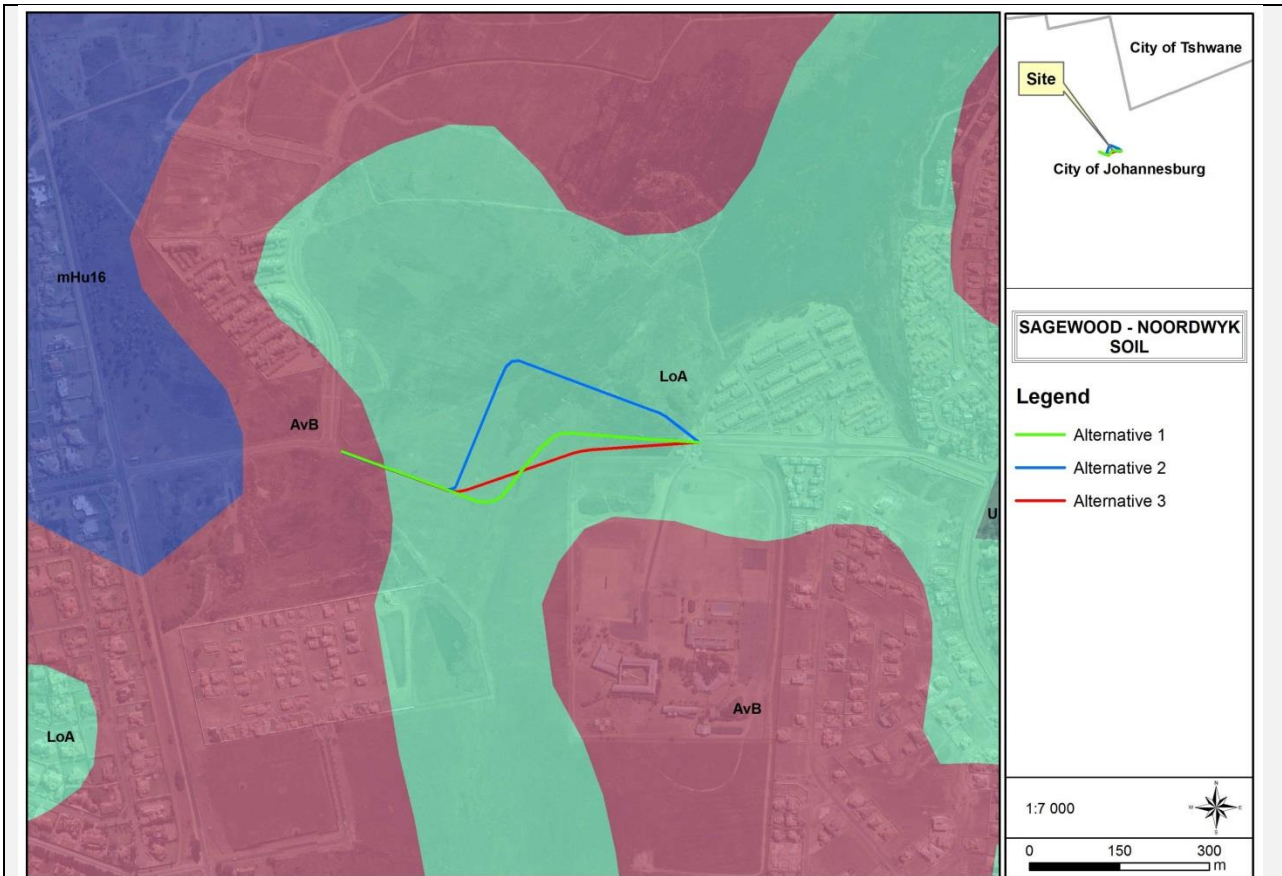 mHu16
AvB
LoA
AvB
LoA
U
City of Tshwane
Site
City of Johannesburg
SAGEWOOD - NOORDWYK
SOIL
Legend
Alternative 1
Alternative 2
Alternative 3
1:7 000
N
W
E
S
0 150 300
m